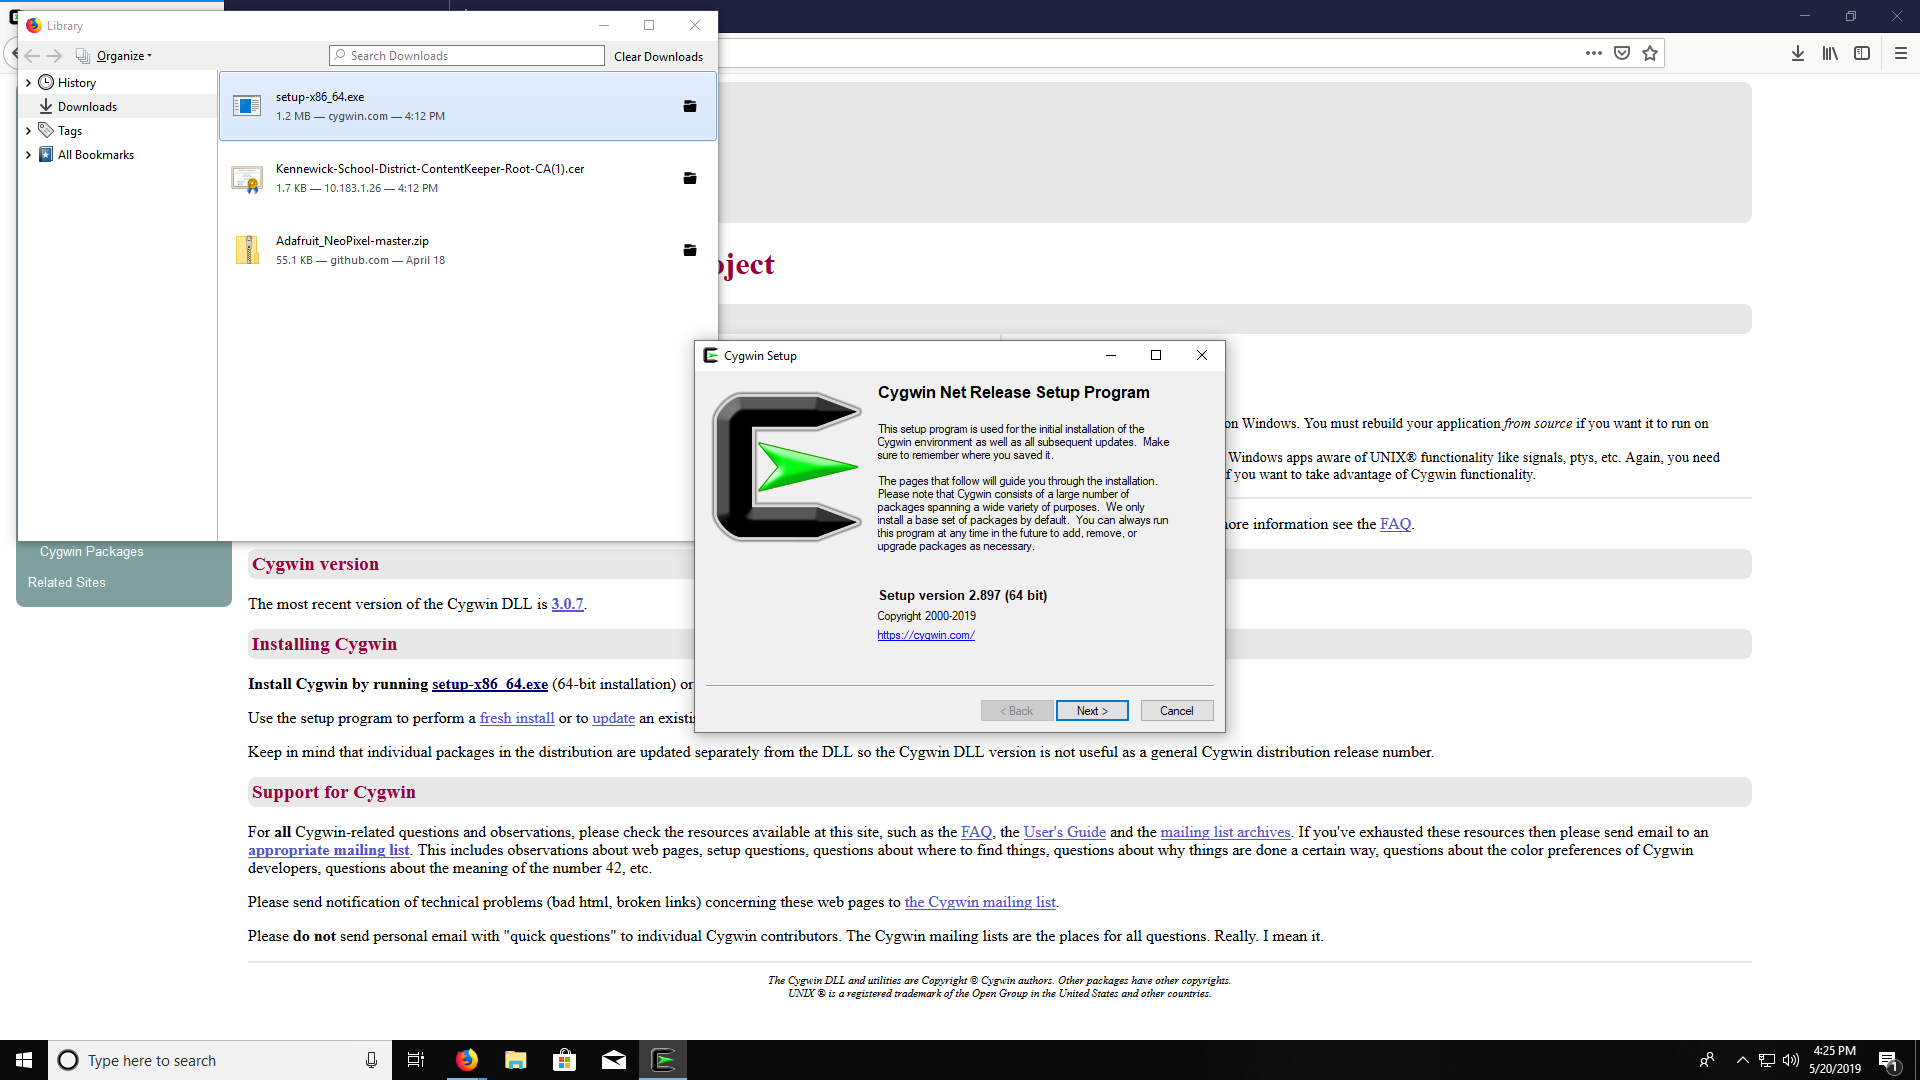 Library
Organize
Search Downloads
Clear Downloads
History
Downloads
Tags
All Bookmarks
setup-x86_64.exe
1.2 MB — cygwin.com — 4:12 PM
Kennewick-School-District-ContentKeeper-Root-CA(1).cer
1.7 KB — 10.183.1.26 — 4:12 PM
Adafruit_NeoPixel-master.zip
55.1 KB — github.com — April 18
oject
on Windows. You must rebuild your application from source if you want it to run on
Windows apps aware of UNIX® functionality like signals, ptys, etc. Again, you need
f you want to take advantage of Cygwin functionality.
ore information see the FAQ.
Cygwin Setup
Cygwin Net Release Setup Program
This setup program is used for the initial installation of the
Cygwin environment as well as all subsequent updates. Make
sure to remember where you saved it.
The pages that follow will guide you through the installation.
Please note that Cygwin consists of a large number of
packages spanning a wide variety of purposes. We only
install a base set of packages by default. You can always run
this program at any time in the future to add, remove, or
upgrade packages as necessary.
Setup version 2.897 (64 bit)
Copyright 2000-2019
https://cygwin.com/
< Back
Next >
Cancel
Cygwin Packages
Related Sites
Cygwin version
The most recent version of the Cygwin DLL is 3.0.7.
Installing Cygwin
Install Cygwin by running setup-x86_64.exe (64-bit installation) or
Use the setup program to perform a fresh install or to update an existi
Keep in mind that individual packages in the distribution are updated separately from the DLL so the Cygwin DLL version is not useful as a general Cygwin distribution release number.
Support for Cygwin
For all Cygwin-related questions and observations, please check the resources available at this site, such as the FAQ, the User's Guide and the mailing list archives. If you've exhausted these resources then please send email to an
appropriate mailing list. This includes observations about web pages, setup questions, questions about where to find things, questions about why things are done a certain way, questions about the color preferences of Cygwin
developers, questions about the meaning of the number 42, etc.
Please send notification of technical problems (bad html, broken links) concerning these web pages to the Cygwin mailing list.
Please do not send personal email with "quick questions" to individual Cygwin contributors. The Cygwin mailing lists are the places for all questions. Really. I mean it.
The Cygwin DLL and utilities are Copyright © Cygwin authors. Other packages have other copyrights.
UNIX ® is a registered trademark of the Open Group in the United States and other countries.
Type here to search
4:25 PM
5/20/2019
1